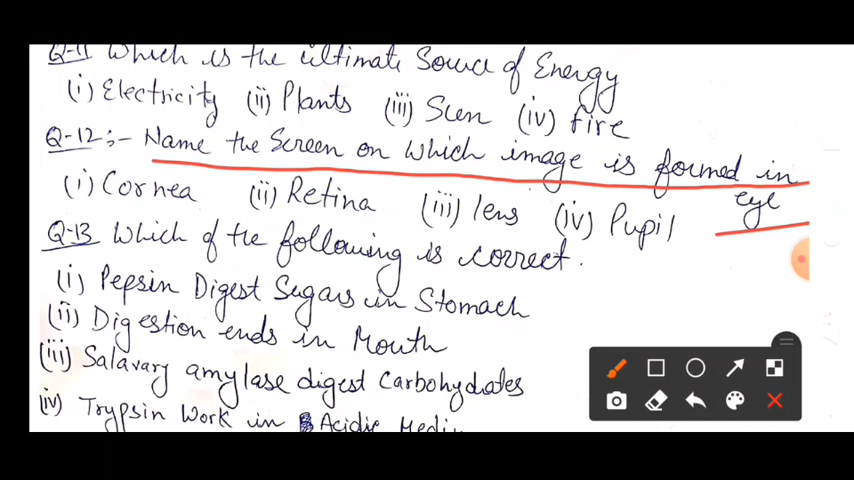 Q-11 Which is the ultimate Source of Energy
(i) Electricity (ii) Plants (iii) Sun (iv) fire
Q-12:- Name the Screen on which image is formed in eye
(i) Cornea (ii) Retina (iii) lens (iv) Pupil
Q-13 Which of the following is correct.
(i) Pepsin Digest Sugars in Stomach
(ii) Digestion ends in Mouth
(iii) Salavary amylase digest Carbohydrates
(iv) Trypsin Work in Acidic